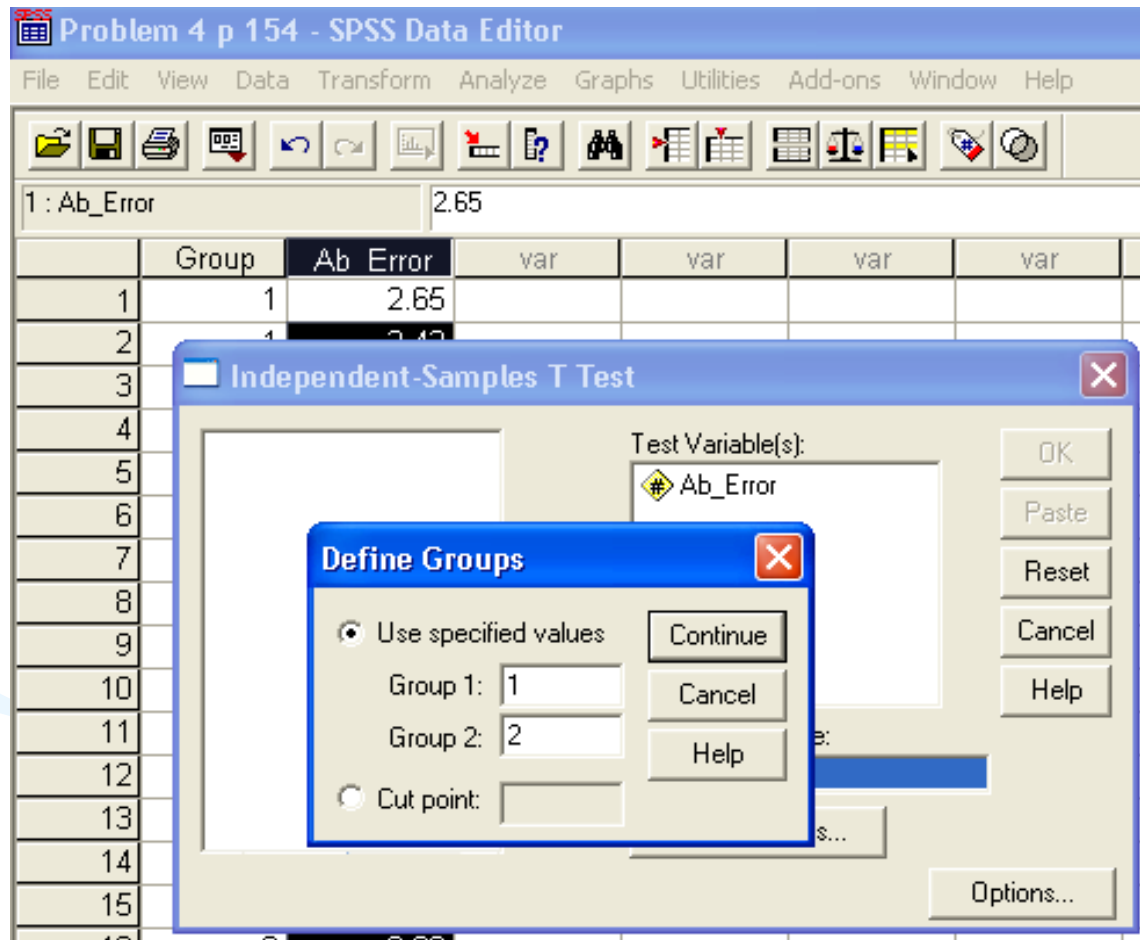 SPSS
Problem 4 p 154 - SPSS Data Editor
File Edit View Data Transform Analyze Graphs Utilities Add-ons Window Help
1 : Ab_Error 2.65
Group Ab_Error var var var var
1 1 2.65
2
3
4
5
6
7
8
9
10
11
12
13
14
15
Independent-Samples T Test
Test Variable(s):
# Ab_Error
OK
Paste
Reset
Cancel
Help
Options...
Define Groups
Use specified values
Group 1: 1
Group 2: 2
Cut point:
Continue
Cancel
Help
e:
s...